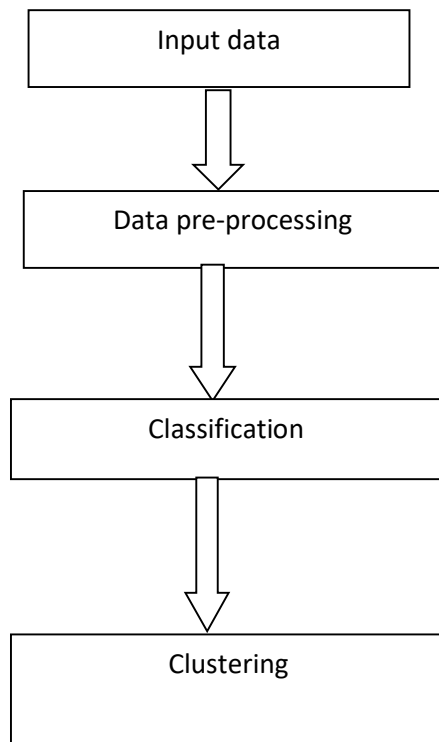 Input data
Data pre-processing
Classification
Clustering